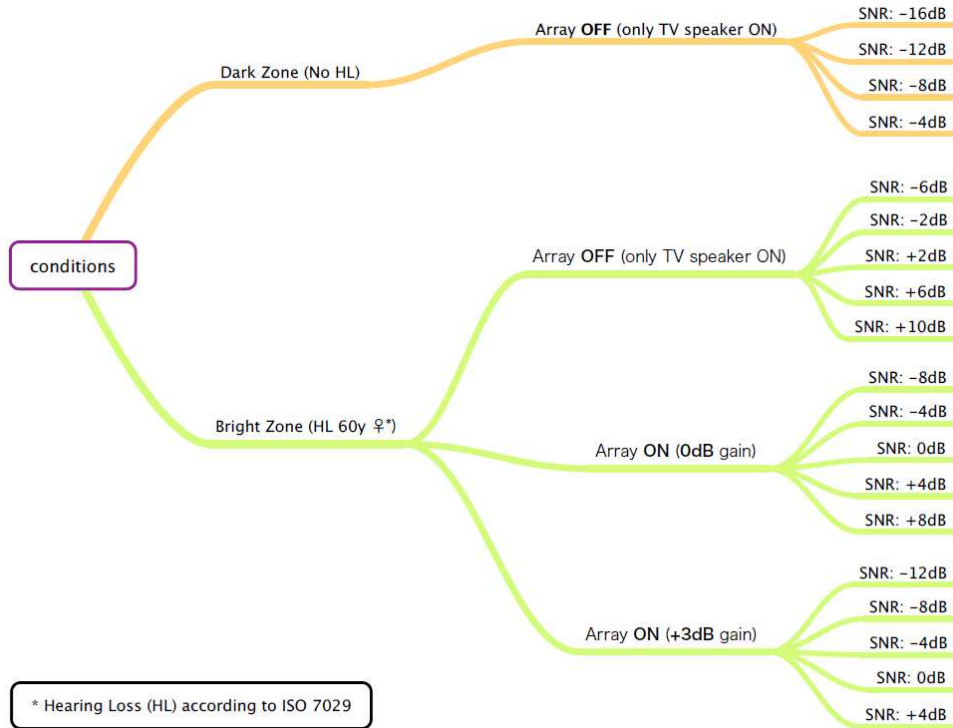 conditions
Dark Zone (No HL)
Array OFF (only TV speaker ON)
SNR: -16dB
SNR: -12dB
SNR: -8dB
SNR: -4dB
Bright Zone (HL 60y ♀*)
Array OFF (only TV speaker ON)
SNR: -6dB
SNR: -2dB
SNR: +2dB
SNR: +6dB
SNR: +10dB
Array ON (0dB gain)
SNR: -8dB
SNR: -4dB
SNR: 0dB
SNR: +4dB
SNR: +8dB
Array ON (+3dB gain)
SNR: -12dB
SNR: -8dB
SNR: -4dB
SNR: 0dB
SNR: +4dB
* Hearing Loss (HL) according to ISO 7029